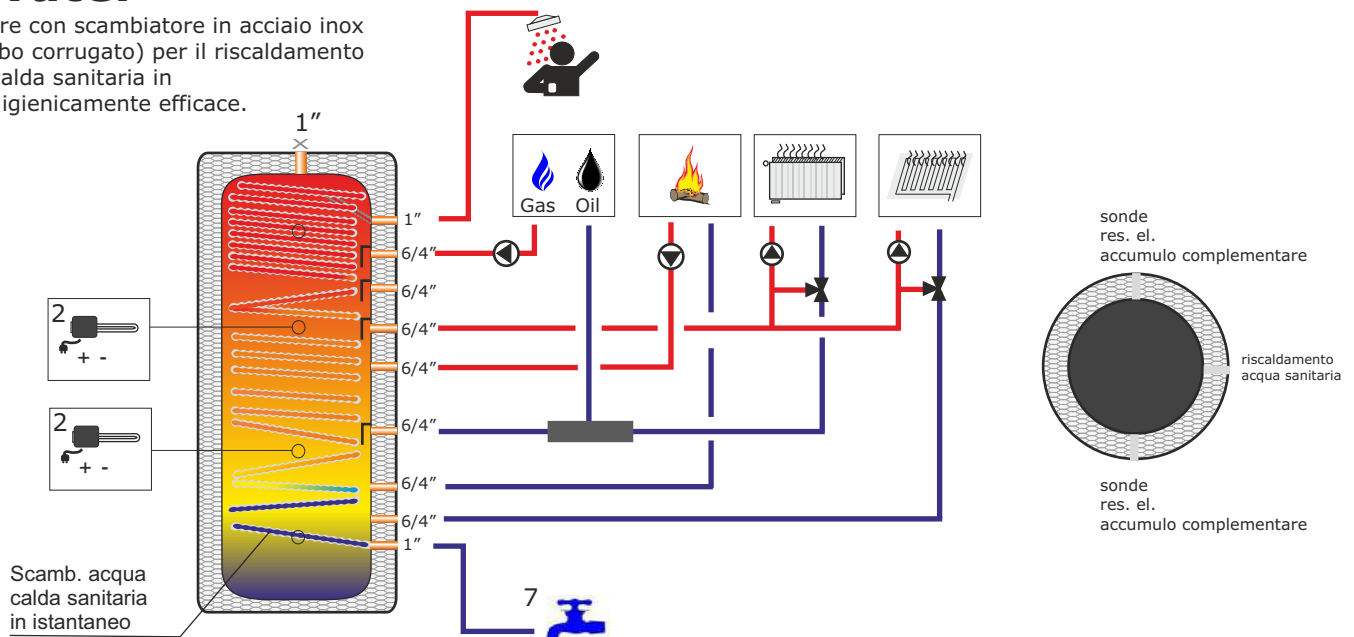 re con scambiatore in acciaio inox
bo corrugato) per il riscaldamento
calda sanitaria in
igienicamente efficace.
1″
Gas Oil
1″
6/4″
6/4″
6/4″
6/4″
6/4″
6/4″
6/4″
1″
2
+ -
2
+ -
Scamb. acqua
calda sanitaria
in istantaneo
7
sonde
res. el.
accumulo complementare
riscaldamento
acqua sanitaria
sonde
res. el.
accumulo complementare